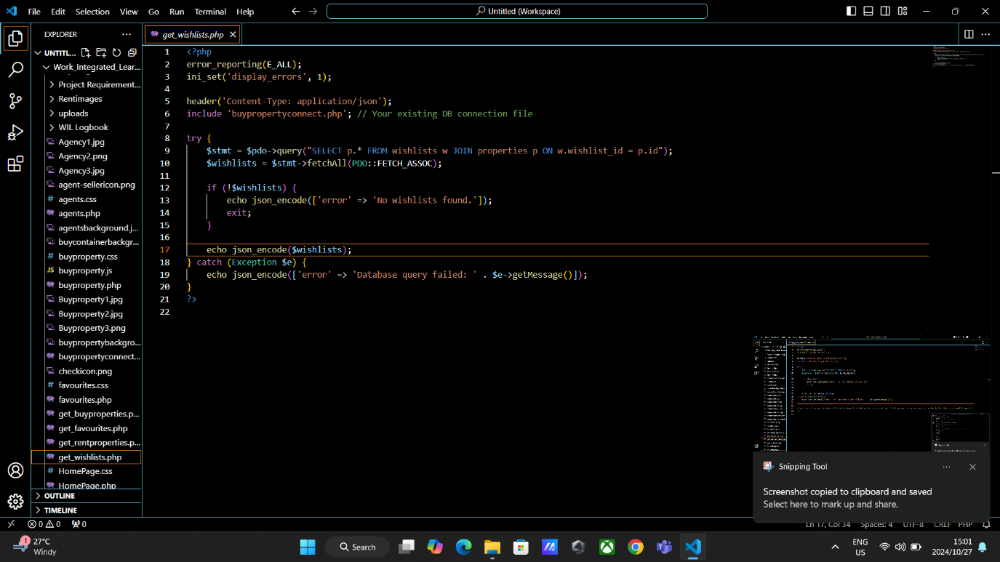 File Edit Selection View Go Run Terminal Help
Untitled (Workspace)
EXPLORER
get_wishlists.php
UNTITL...
Work_Integrated_Lear...
Project Requirement...
Rentimages
uploads
WIL Logbook
Agency1.jpg
Agency2.png
Agency3.jpg
agent-sellericon.png
agents.css
agents.php
agentsbackground.j...
buycontainerbackgr...
buyproperty.css
JS buyproperty.js
buyproperty.php
Buyproperty1.jpg
Buyproperty2.jpg
Buyproperty3.png
buypropertybackgro...
buypropertyconnect...
checkicon.png
# favourites.css
favourites.php
get_buyproperties.p...
get_favourites.php
get_rentproperties.p...
get_wishlists.php
# HomePage.css
HomePage.php
OUTLINE
TIMELINE
1 <?php
2 error_reporting(E_ALL);
3 ini_set('display_errors', 1);
4
5 header('Content-Type: application/json');
6 include 'buypropertyconnect.php'; // Your existing DB connection file
7
8 try {
9 $stmt = $pdo->query("SELECT p.* FROM wishlists w JOIN properties p ON w.wishlist_id = p.id");
10 $wishlists = $stmt->fetchAll(PDO::FETCH_ASSOC);
11
12 if (!$wishlists) {
13 echo json_encode(['error' => 'No wishlists found.']);
14 exit;
15 }
16
17 echo json_encode($wishlists);
18 } catch (Exception $e) {
19 echo json_encode(['error' => 'Database query failed: ' . $e->getMessage()]);
20 }
21 ?>
22
Snipping Tool
Screenshot copied to clipboard and saved
Select here to mark up and share.
0 0 0
Ln 17, Col 34 Spaces: 4 UTF-8 CRLF PHP
1
27°C
Windy
Search
ENG
US
15:01
2024/10/27